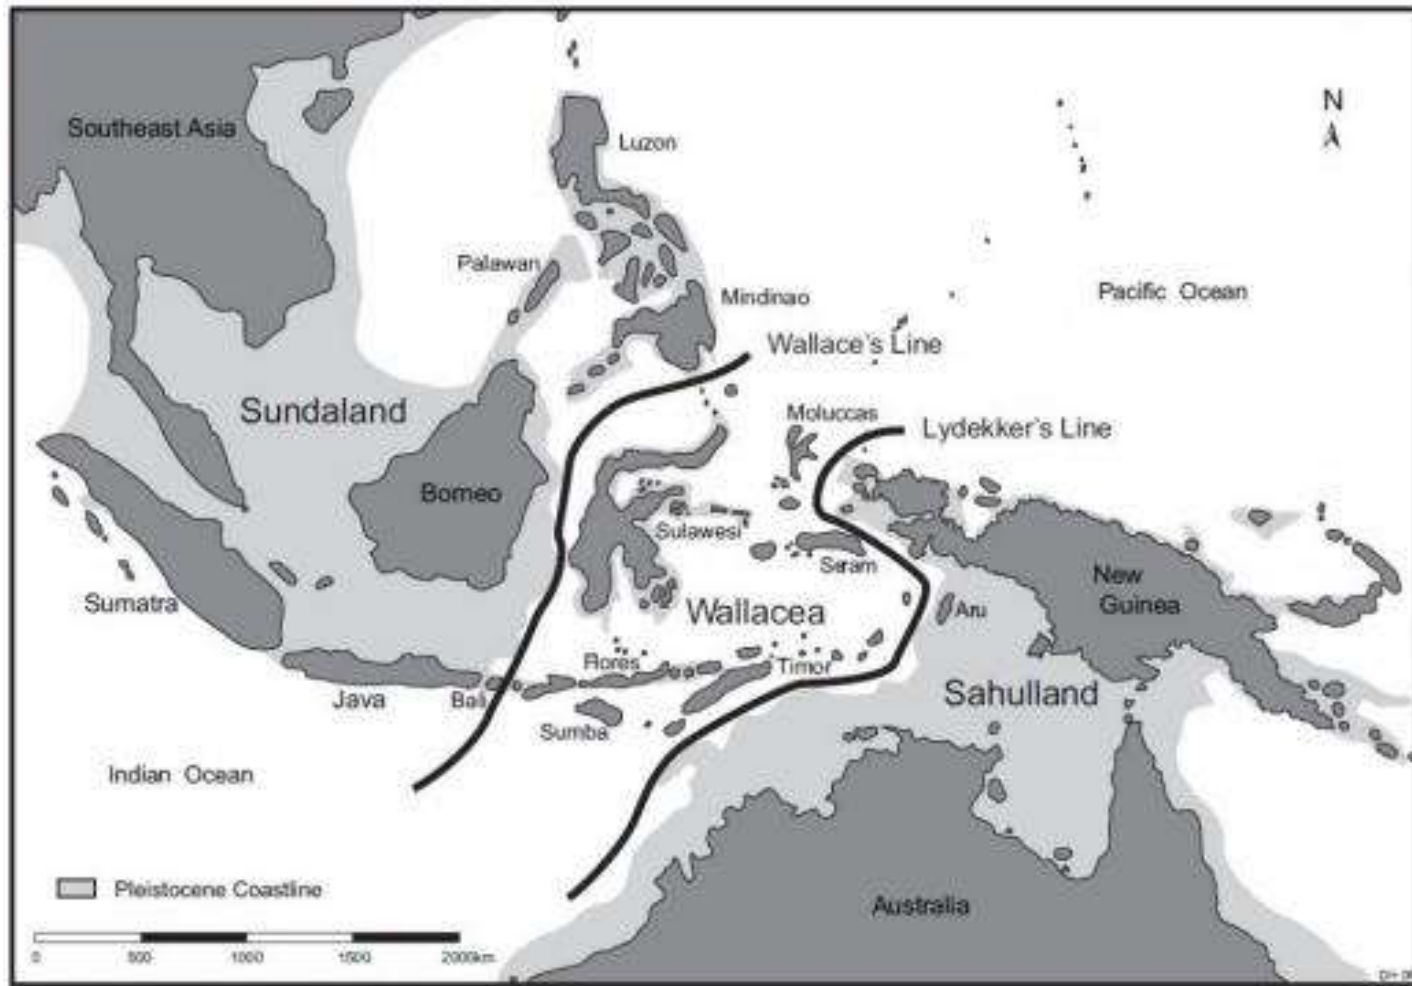 N
Southeast Asia
Luzon
Palawan
Mindinao
Pacific Ocean
Wallace's Line
Sundaland
Moluccas
Lydekker's Line
Borneo
Sulawesi
Seram
New
Guinea
Sumatra
Wallacea
Aru
Flores
Timor
Java
Bali
Sahulland
Sumba
Indian Ocean
Pleistocene Coastline
Australia
0 500 1000 1500 2000km